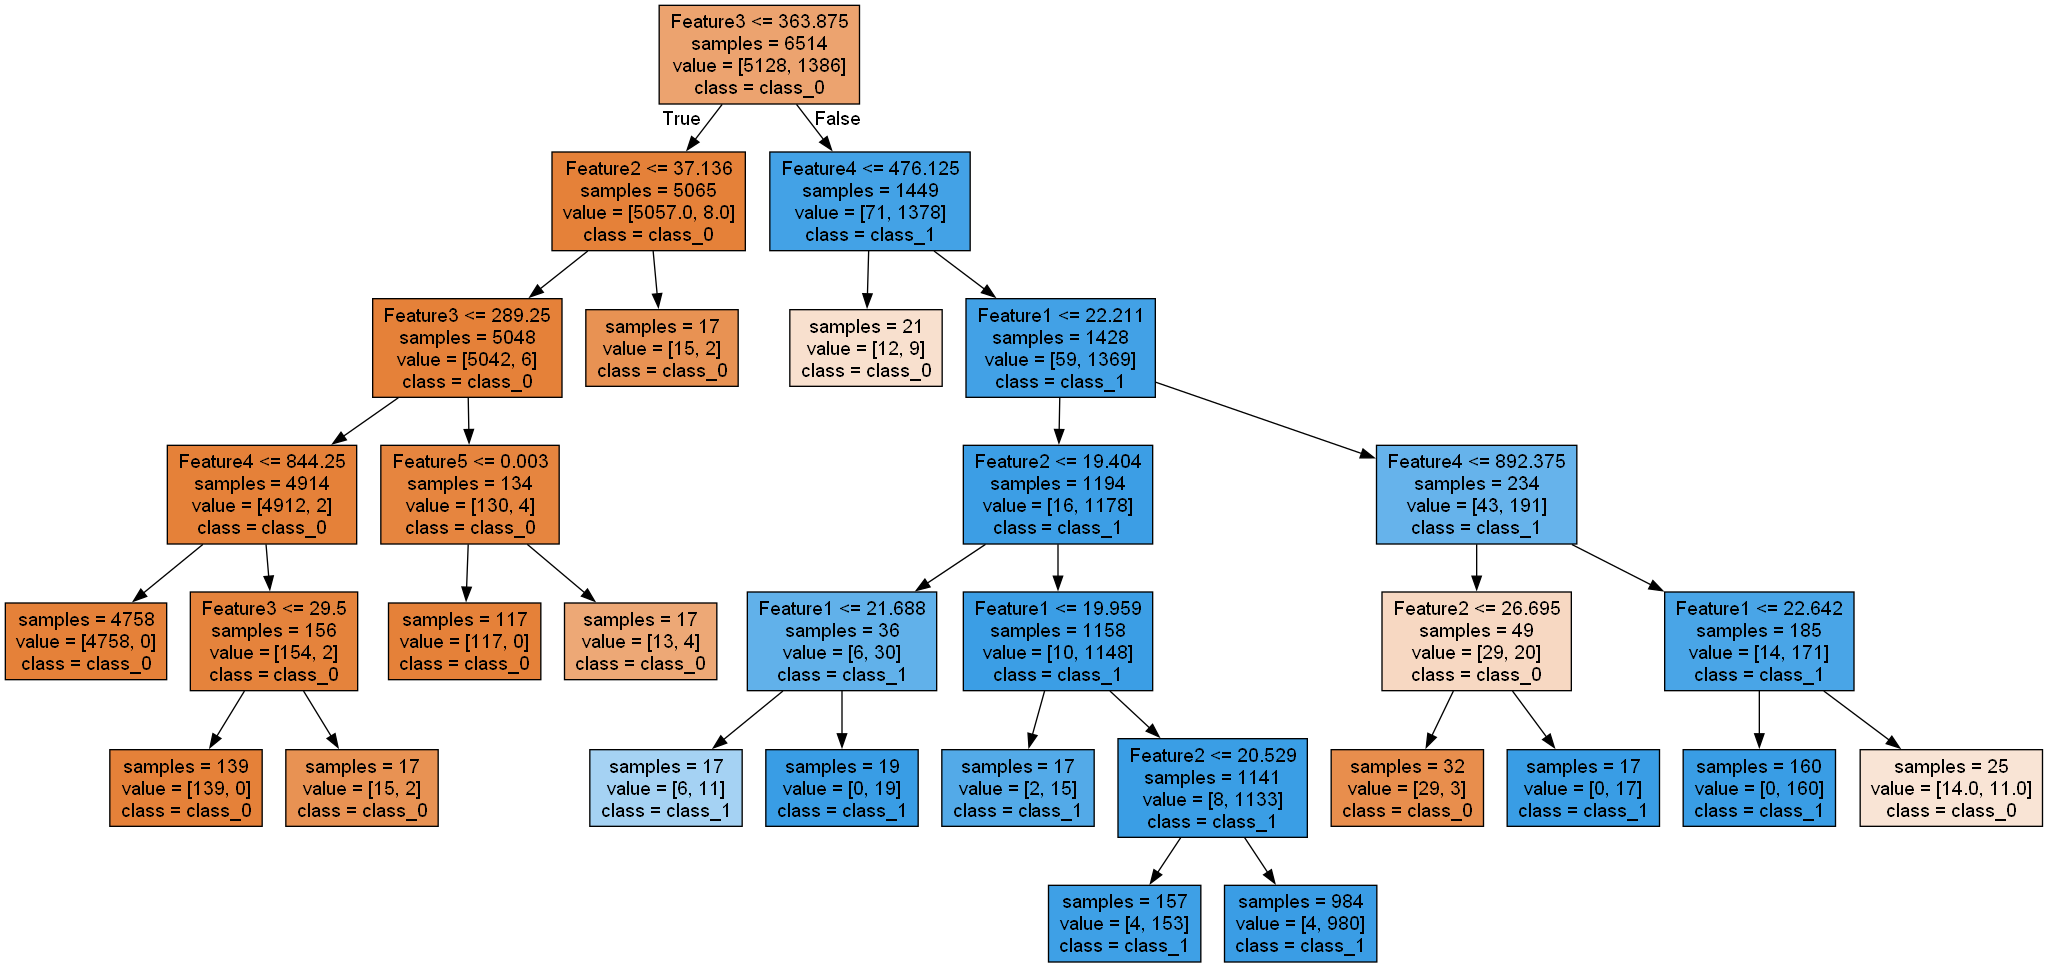 Feature3 <= 363.875
samples = 6514
value = [5128, 1386]
class = class_0
True
False
Feature2 <= 37.136
samples = 5065
value = [5057.0, 8.0]
class = class_0
Feature4 <= 476.125
samples = 1449
value = [71, 1378]
class = class_1
Feature3 <= 289.25
samples = 5048
value = [5042, 6]
class = class_0
samples = 17
value = [15, 2]
class = class_0
samples = 21
value = [12, 9]
class = class_0
Feature1 <= 22.211
samples = 1428
value = [59, 1369]
class = class_1
Feature4 <= 844.25
samples = 4914
value = [4912, 2]
class = class_0
Feature5 <= 0.003
samples = 134
value = [130, 4]
class = class_0
Feature2 <= 19.404
samples = 1194
value = [16, 1178]
class = class_1
Feature4 <= 892.375
samples = 234
value = [43, 191]
class = class_1
samples = 4758
value = [4758, 0]
class = class_0
Feature3 <= 29.5
samples = 156
value = [154, 2]
class = class_0
samples = 117
value = [117, 0]
class = class_0
samples = 17
value = [13, 4]
class = class_0
Feature1 <= 21.688
samples = 36
value = [6, 30]
class = class_1
Feature1 <= 19.959
samples = 1158
value = [10, 1148]
class = class_1
Feature2 <= 26.695
samples = 49
value = [29, 20]
class = class_0
Feature1 <= 22.642
samples = 185
value = [14, 171]
class = class_1
samples = 139
value = [139, 0]
class = class_0
samples = 17
value = [15, 2]
class = class_0
samples = 17
value = [6, 11]
class = class_1
samples = 19
value = [0, 19]
class = class_1
samples = 17
value = [2, 15]
class = class_1
Feature2 <= 20.529
samples = 1141
value = [8, 1133]
class = class_1
samples = 32
value = [29, 3]
class = class_0
samples = 17
value = [0, 17]
class = class_1
samples = 160
value = [0, 160]
class = class_1
samples = 25
value = [14.0, 11.0]
class = class_0
samples = 157
value = [4, 153]
class = class_1
samples = 984
value = [4, 980]
class = class_1